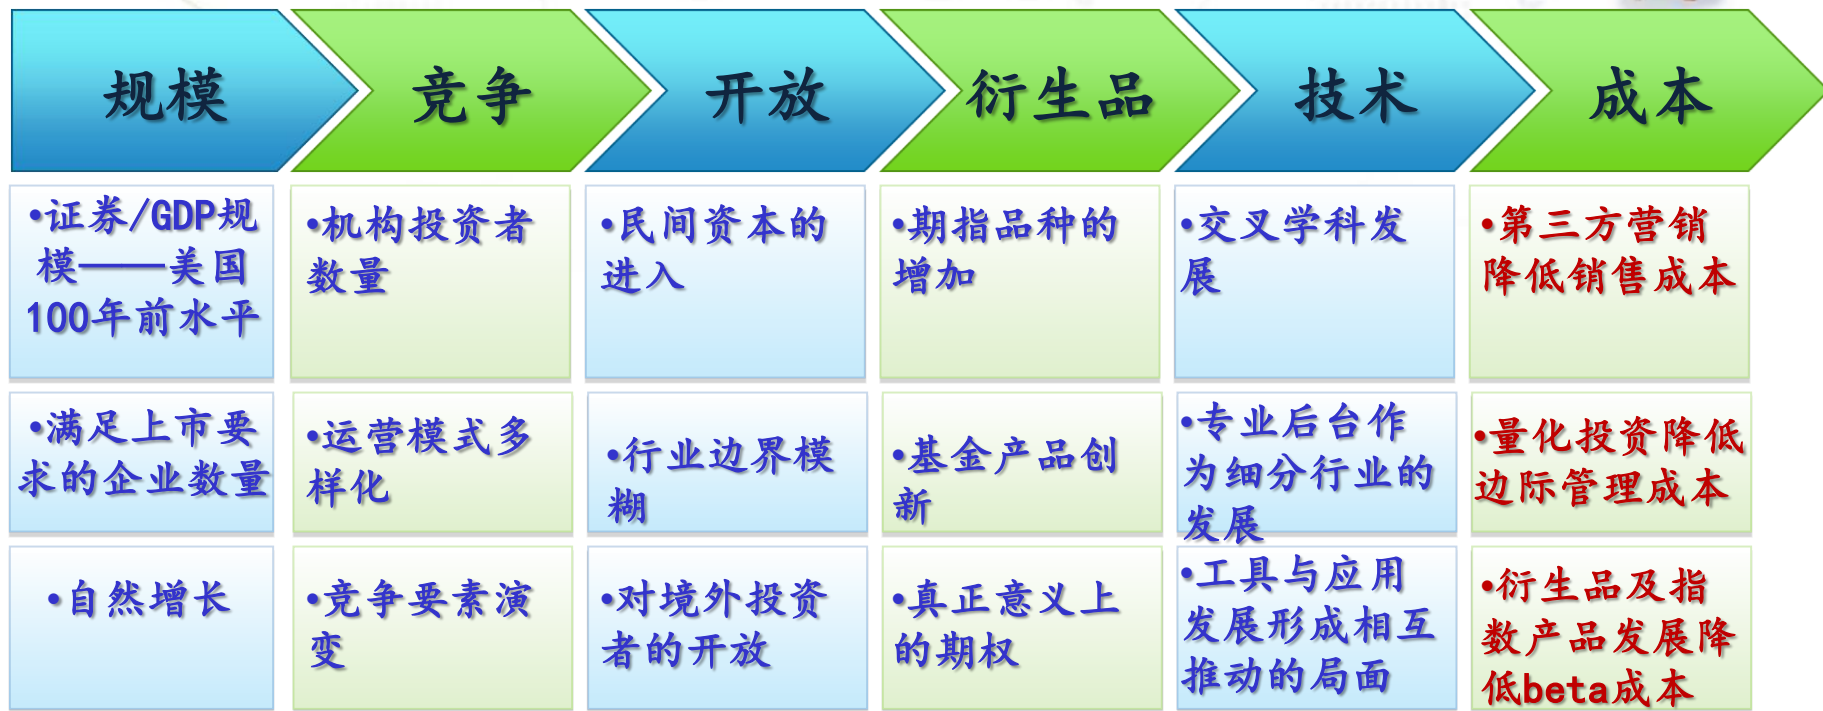 规模
竞争
开放
衍生品
技术
成本
•证券/GDP规
模——美国
100年前水平
•机构投资者
数量
•民间资本的
进入
•期指品种的
增加
•交叉学科发
展
•第三方营销
降低销售成本
•满足上市要
求的企业数量
•运营模式多
样化
•行业边界模
糊
•基金产品创
新
•专业后台作
为细分行业的
发展
•量化投资降低
边际管理成本
•自然增长
•竞争要素演
变
•对境外投资
者的开放
•真正意义上
的期权
•工具与应用
发展形成相互
推动的局面
•衍生品及指
数产品发展降
低beta成本